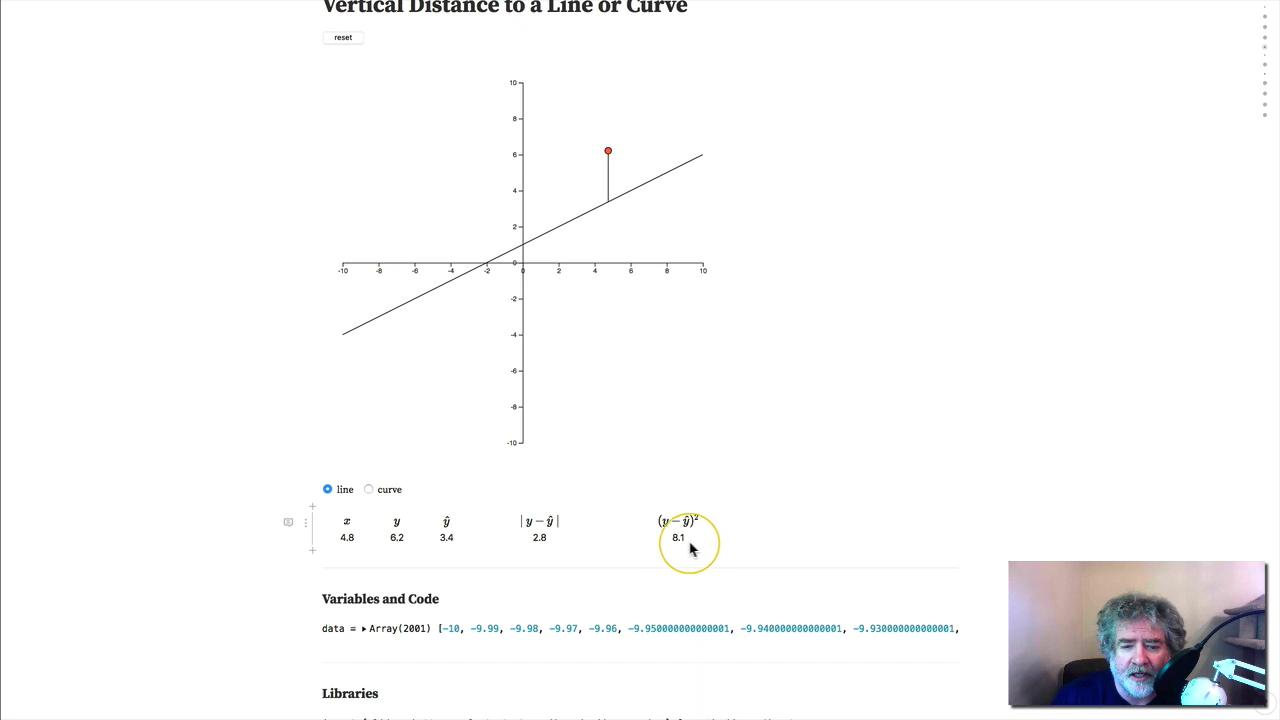 Vertical Distance to a Line or Curve
reset
10
8
6
4
2
0
-10 -8 -6 -4 -2 0 2 4 6 8 10
-2
-4
-6
-8
-10
line curve
x y ŷ | y − ŷ | (y − ŷ)²
4.8 6.2 3.4 2.8 8.1
Variables and Code
data = ▸Array(2001) [-10, -9.99, -9.98, -9.97, -9.96, -9.950000000000001, -9.940000000000001, -9.930000000000001,
Libraries